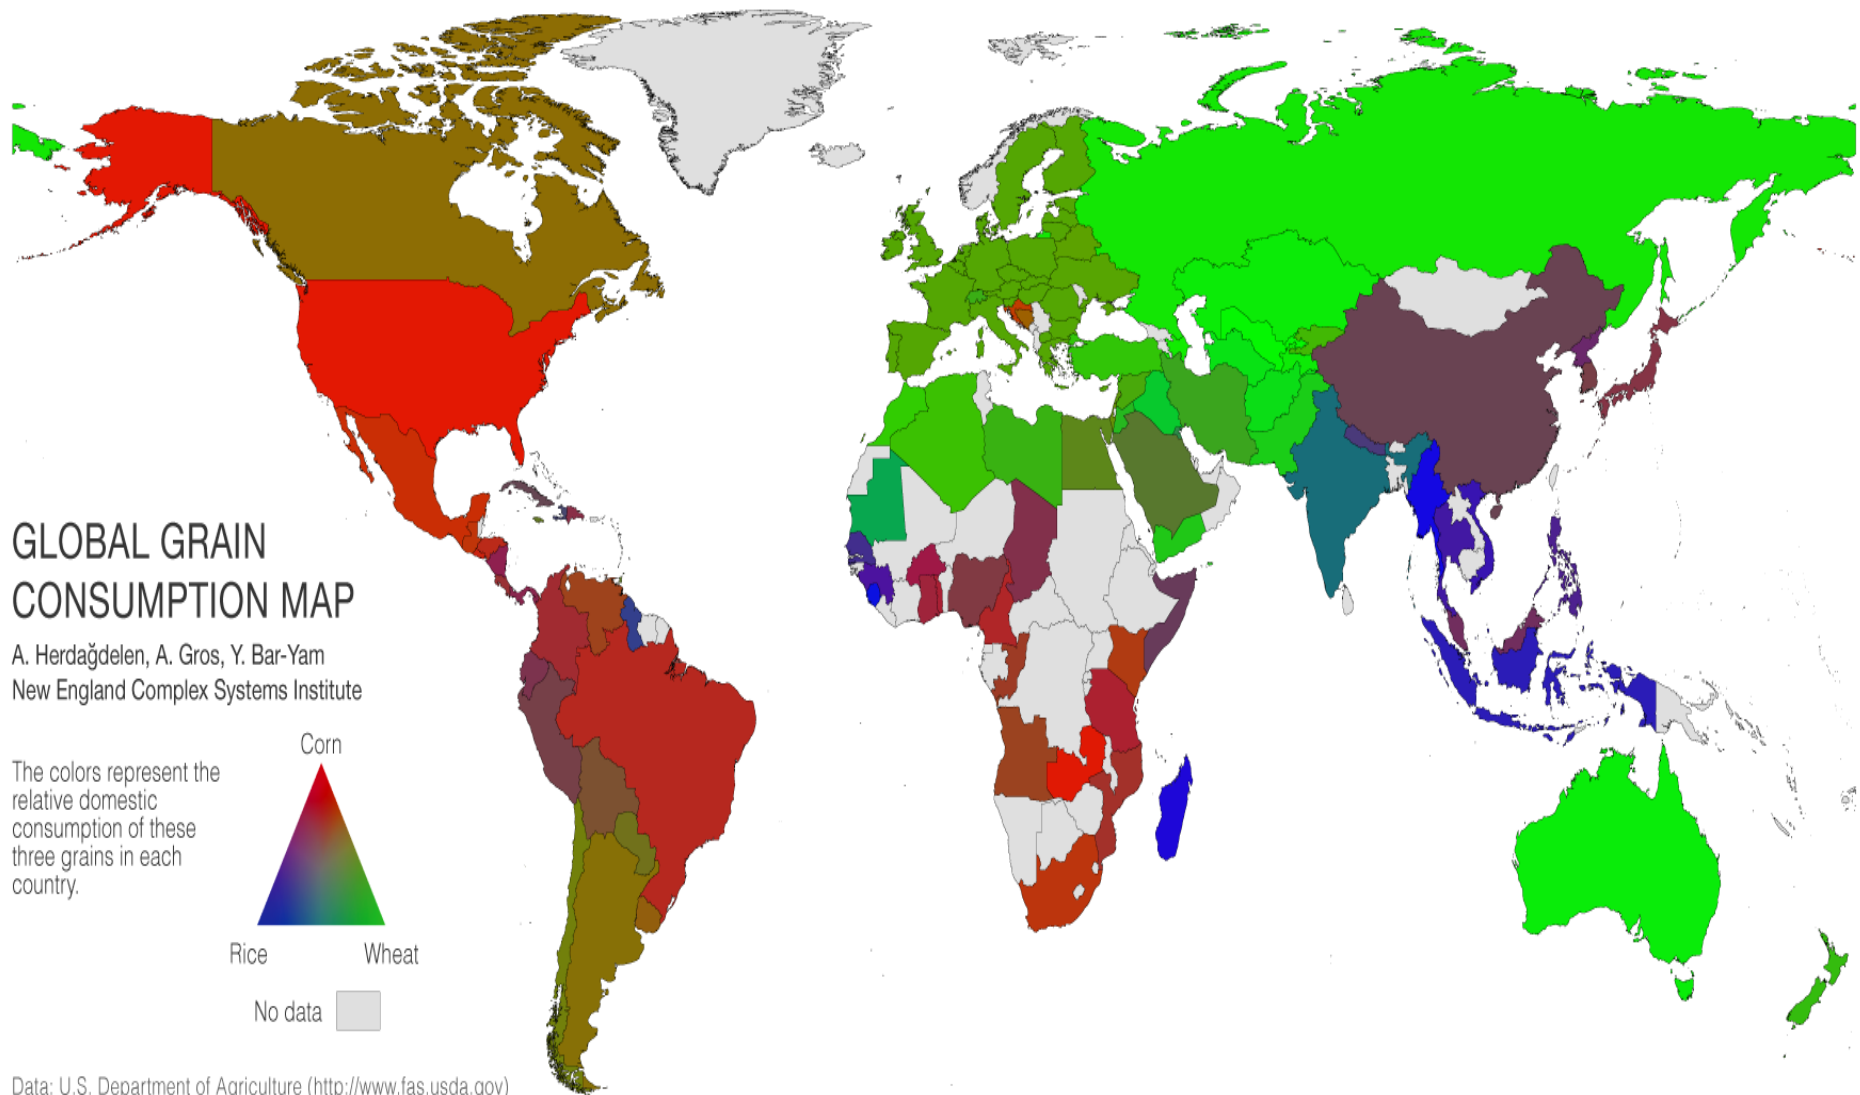 GLOBAL GRAIN
CONSUMPTION MAP
A. Herdağdelen, A. Gros, Y. Bar-Yam
New England Complex Systems Institute
The colors represent the
relative domestic
consumption of these
three grains in each
country.
Corn
Rice
Wheat
No data
Data: U.S. Department of Agriculture (http://www.fas.usda.gov)